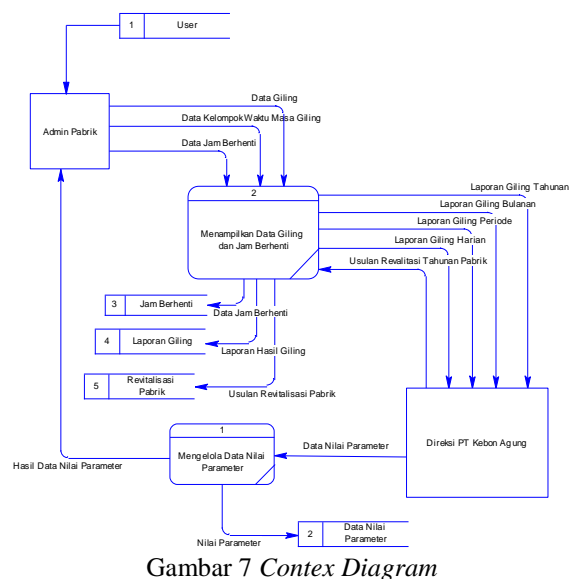 1 User
Data Giling
Admin Pabrik
Data Kelompok Waktu Masa Giling
Data Jam Berhenti
2
Menampilkan Data Giling
dan Jam Berhenti
Laporan Giling Tahunan
Laporan Giling Bulanan
Laporan Giling Periode
Laporan Giling Harian
Usulan Revalitasi Tahunan Pabrik
3 Jam Berhenti
Data Jam Berhenti
4 Laporan Giling
Laporan Hasil Giling
5 Revitalisasi
Pabrik
Usulan Revitalisasi Pabrik
1
Mengelola Data Nilai
Parameter
Data Nilai Parameter
Direksi PT Kebon Agung
Hasil Data Nilai Parameter
Nilai Parameter
2 Data Nilai
Parameter
Gambar 7 Contex Diagram